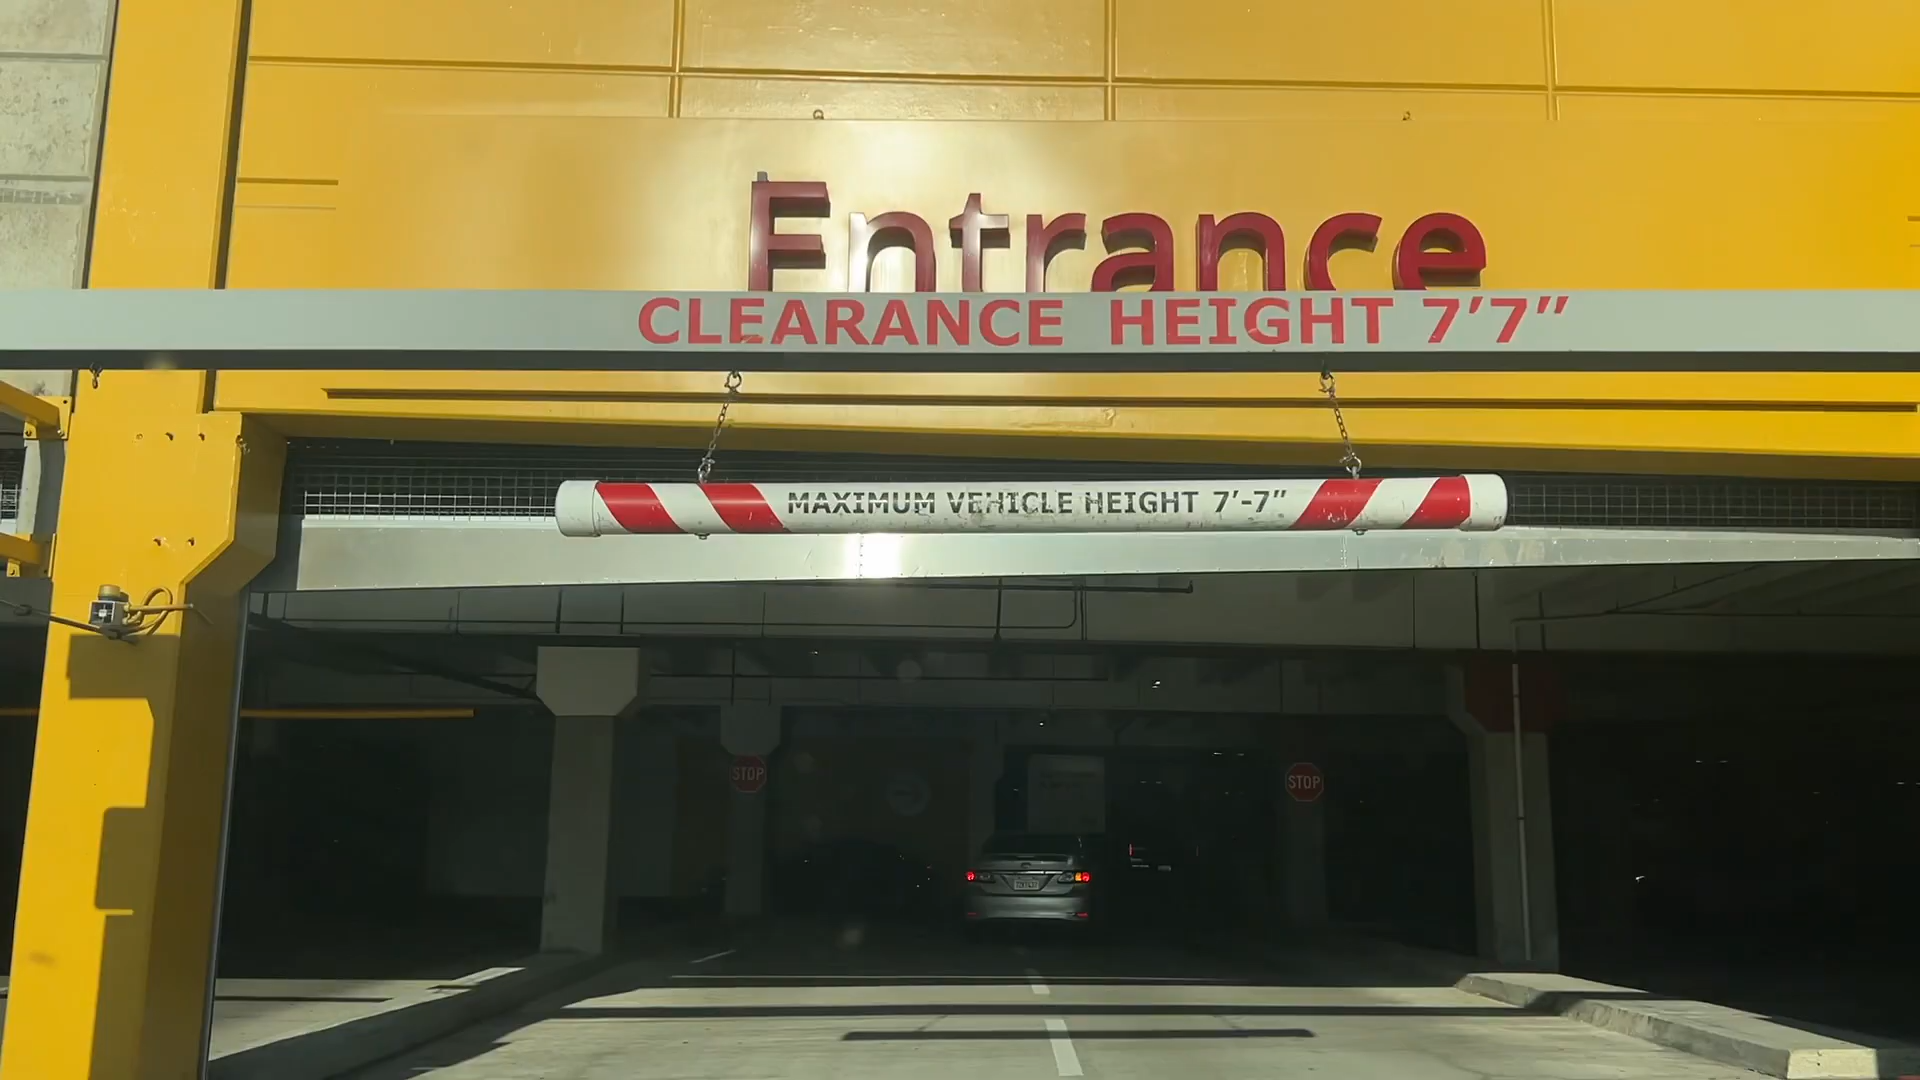 Entrance
CLEARANCE HEIGHT 7'7"
MAXIMUM VEHICLE HEIGHT 7'-7"
STOP
STOP